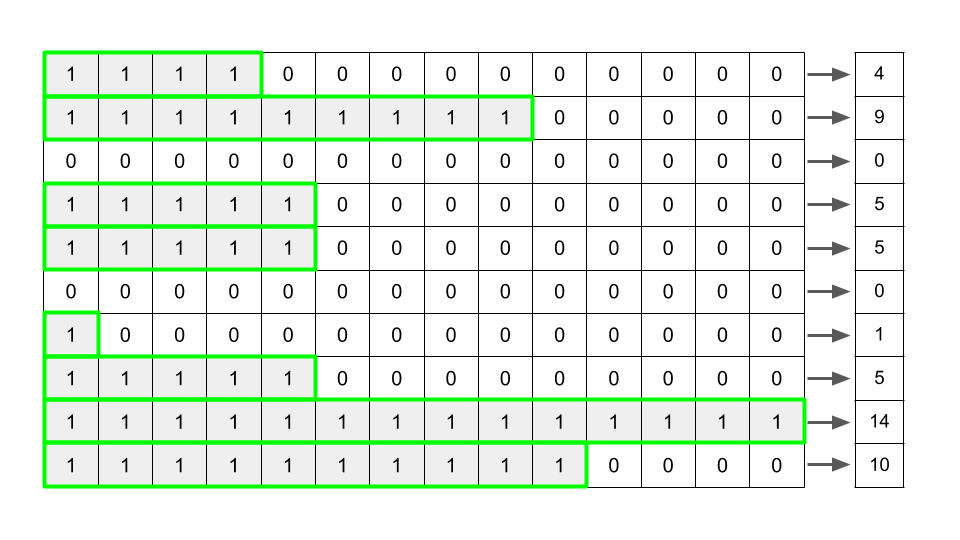 1 1 1 1 0 0 0 0 0 0 0 0 0 0 4
1 1 1 1 1 1 1 1 1 0 0 0 0 0 9
0 0 0 0 0 0 0 0 0 0 0 0 0 0 0
1 1 1 1 1 0 0 0 0 0 0 0 0 0 5
1 1 1 1 1 0 0 0 0 0 0 0 0 0 5
0 0 0 0 0 0 0 0 0 0 0 0 0 0 0
1 0 0 0 0 0 0 0 0 0 0 0 0 0 1
1 1 1 1 1 0 0 0 0 0 0 0 0 0 5
1 1 1 1 1 1 1 1 1 1 1 1 1 1 14
1 1 1 1 1 1 1 1 1 1 0 0 0 0 10